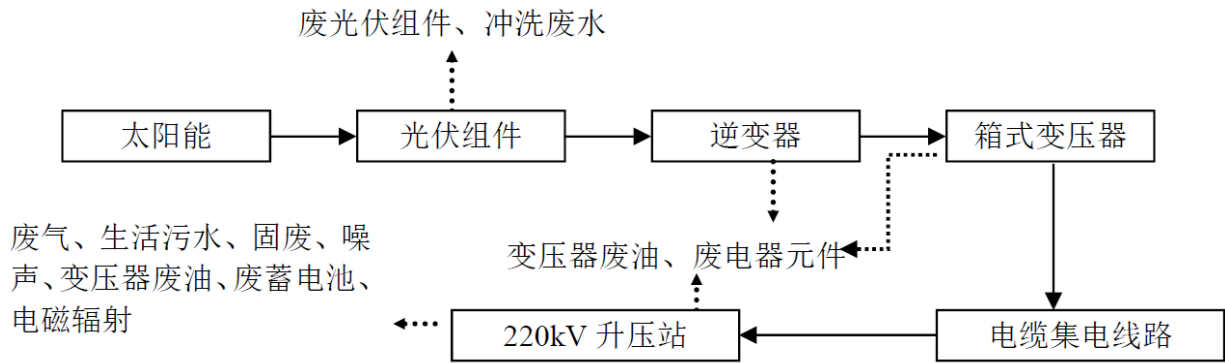 废光伏组件、冲洗废水
太阳能
光伏组件
逆变器
箱式变压器
废气、生活污水、固废、噪
声、变压器废油、废蓄电池、
电磁辐射
变压器废油、废电器元件
220kV 升压站
电缆集电线路